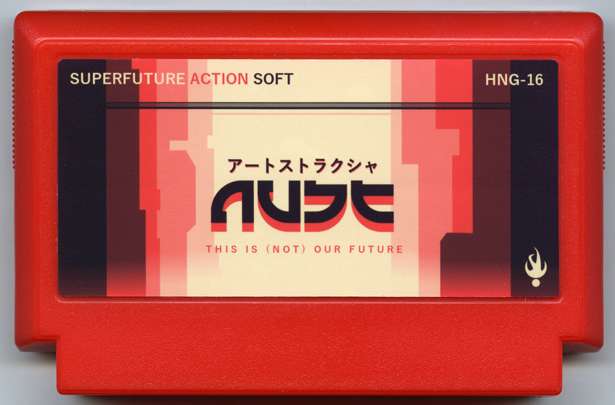 SUPERFUTURE ACTION SOFT
HNG-16
アートストラクシャ
THIS IS (NOT) OUR FUTURE